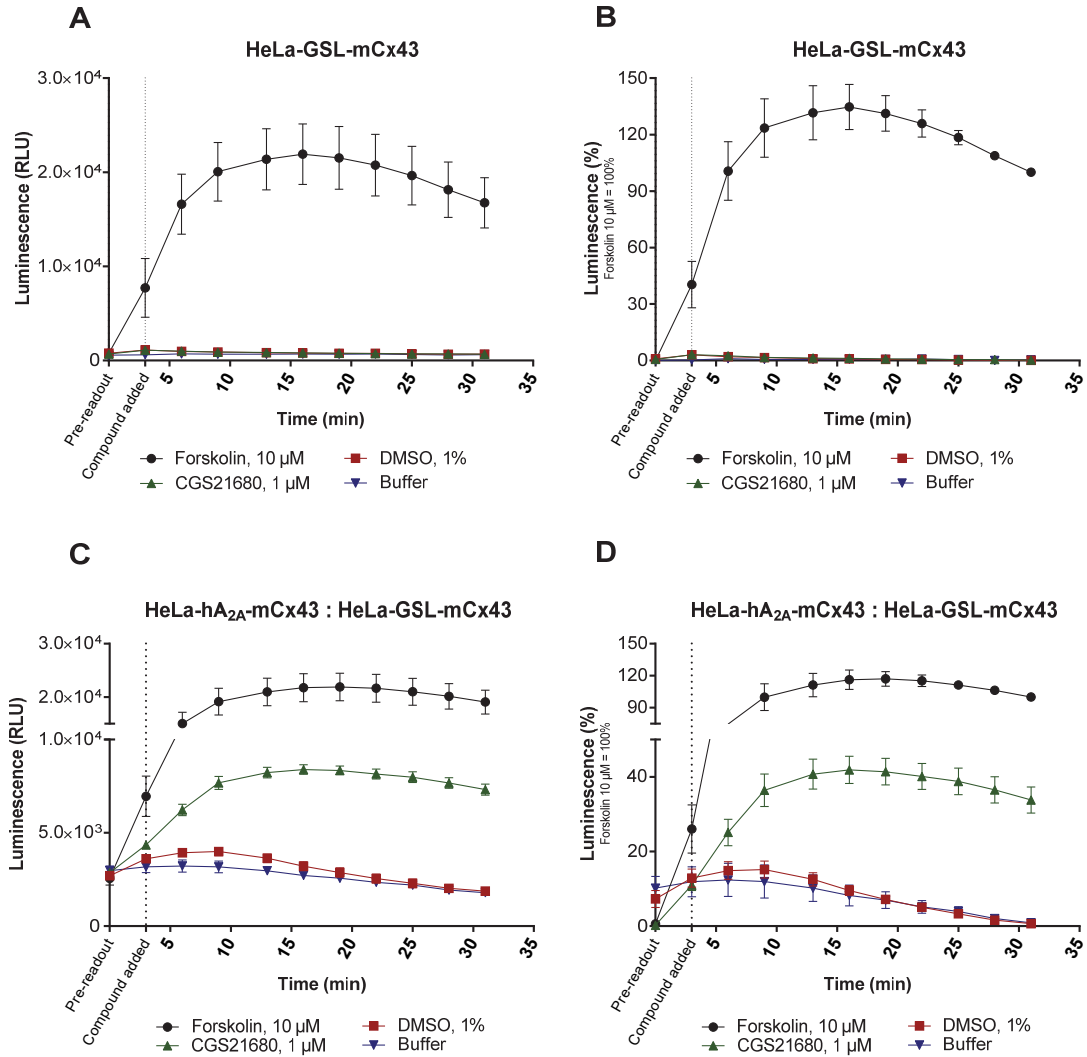 A
HeLa-GSL-mCx43
Luminescence (RLU)
3.0×10⁴
2.0×10⁴
1.0×10⁴
0
Pre-readout
Compound added
5
10
15
20
25
30
35
Time (min)
Forskolin, 10 µM
DMSO, 1%
CGS21680, 1 µM
Buffer
B
HeLa-GSL-mCx43
Luminescence (%)
Forskolin 10 µM = 100%
150
120
90
60
30
0
Pre-readout
Compound added
5
10
15
20
25
30
35
Time (min)
Forskolin, 10 µM
DMSO, 1%
CGS21680, 1 µM
Buffer
C
HeLa-hA₂A-mCx43 : HeLa-GSL-mCx43
Luminescence (RLU)
3.0×10⁴
2.0×10⁴
1.0×10⁴
5.0×10³
0
Pre-readout
Compound added
5
10
15
20
25
30
35
Time (min)
Forskolin, 10 µM
DMSO, 1%
CGS21680, 1 µM
Buffer
D
HeLa-hA₂A-mCx43 : HeLa-GSL-mCx43
Luminescence (%)
Forskolin 10 µM = 100%
150
120
90
40
20
0
Pre-readout
Compound added
5
10
15
20
25
30
35
Time (min)
Forskolin, 10 µM
DMSO, 1%
CGS21680, 1 µM
Buffer